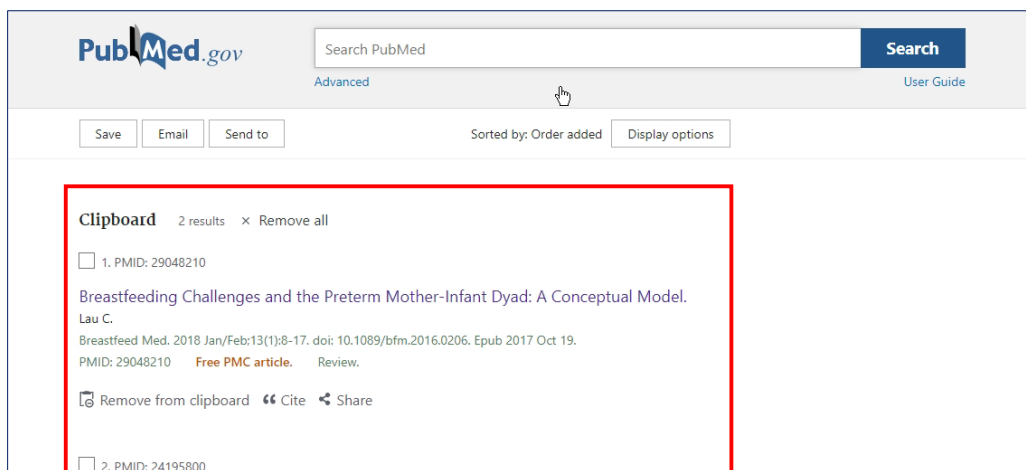 PubMed.gov
Search PubMed
Search
Advanced
User Guide
Save Email Send to Sorted by: Order added Display options
Clipboard 2 results × Remove all
1. PMID: 29048210
Breastfeeding Challenges and the Preterm Mother-Infant Dyad: A Conceptual Model.
Lau C.
Breastfeed Med. 2018 Jan/Feb;13(1):8-17. doi: 10.1089/bfm.2016.0206. Epub 2017 Oct 19.
PMID: 29048210 Free PMC article. Review.
Remove from clipboard Cite Share
2. PMID: 24195800